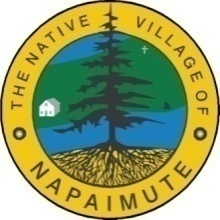 THE NATIVE VILLAGE OF
NAPAIMUTE